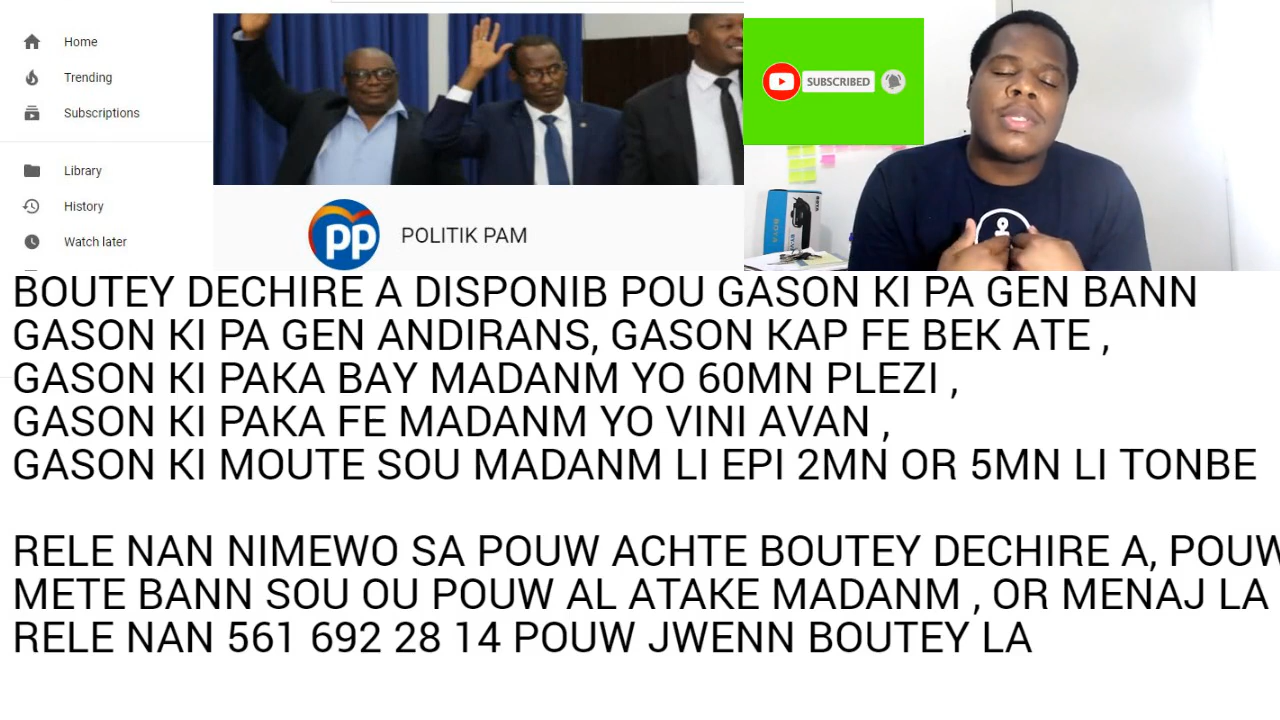 Home
Trending
Subscriptions
Library
History
Watch later
SUBSCRIBED
BOYA
pp
POLITIK PAM
BOUTEY DECHIRE A DISPONIB POU GASON KI PA GEN BANN
GASON KI PA GEN ANDIRANS, GASON KAP FE BEK ATE ,
GASON KI PAKA BAY MADANM YO 60MN PLEZI ,
GASON KI PAKA FE MADANM YO VINI AVAN ,
GASON KI MOUTE SOU MADANM LI EPI 2MN OR 5MN LI TONBE
RELE NAN NIMEWO SA POUW ACHTE BOUTEY DECHIRE A, POUW
METE BANN SOU OU POUW AL ATAKE MADANM , OR MENAJ LA
RELE NAN 561 692 28 14 POUW JWENN BOUTEY LA